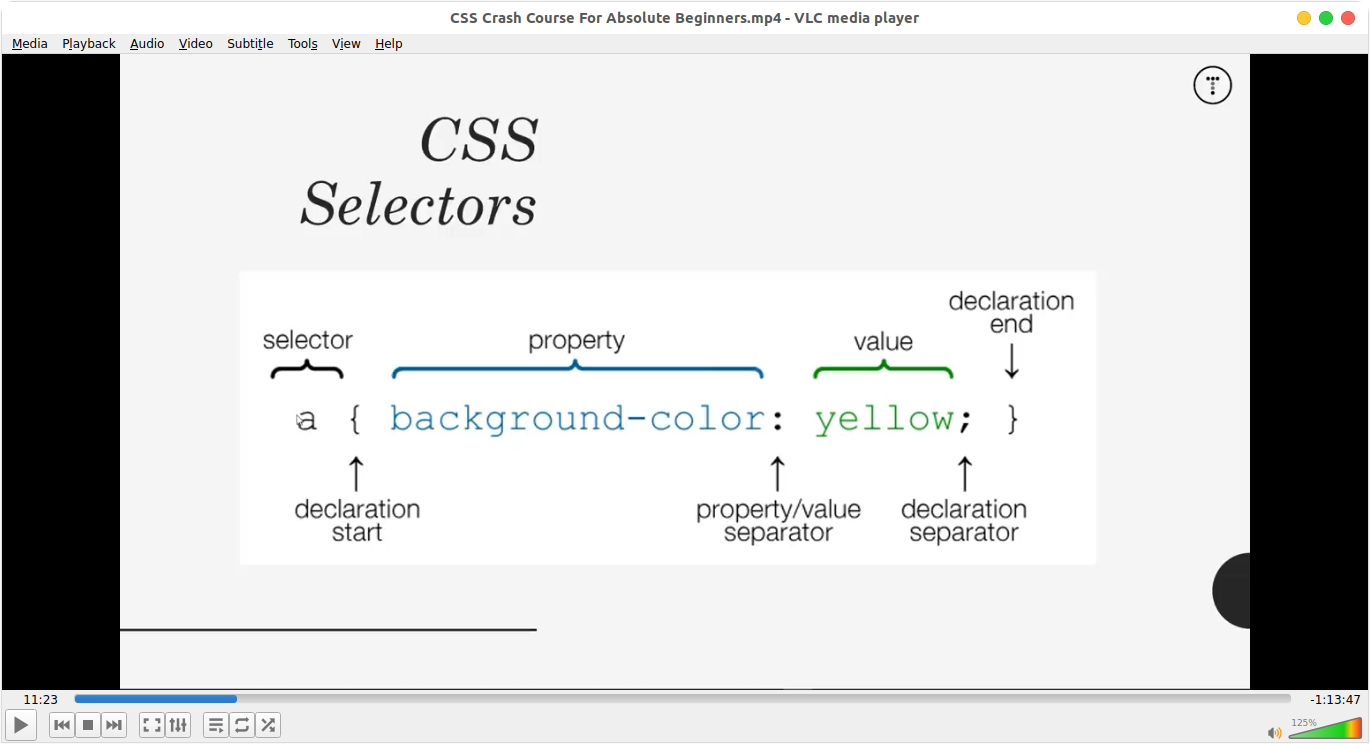 CSS Crash Course For Absolute Beginners.mp4 - VLC media player
Media Playback Audio Video Subtitle Tools View Help
T
CSS
Selectors
declaration
end
selector property value
a { background-color: yellow; }
declaration
start
property/value
separator
declaration
separator
11:23 -1:13:47
125%